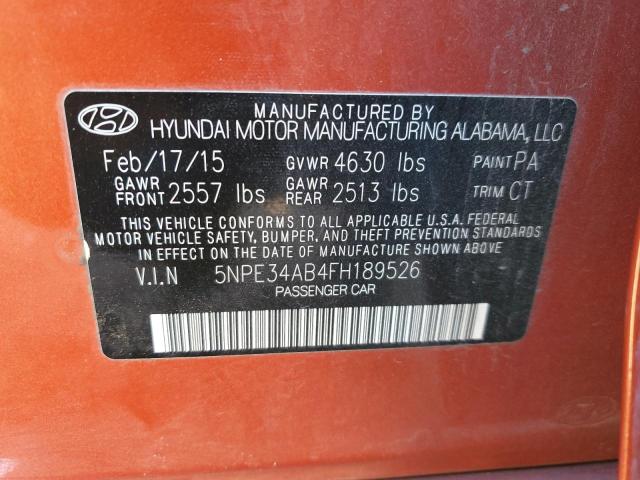 MANUFACTURED BY
HYUNDAI MOTOR MANUFACTURING ALABAMA, LLC
Feb/17/15 GVWR 4630 lbs PAINT PA
GAWR FRONT 2557 lbs GAWR REAR 2513 lbs TRIM CT
THIS VEHICLE CONFORMS TO ALL APPLICABLE U.S.A. FEDERAL
MOTOR VEHICLE SAFETY, BUMPER, AND THEFT PREVENTION STANDARDS
IN EFFECT ON THE DATE OF MANUFACTURE SHOWN ABOVE
V.I.N 5NPE34AB4FH189526
PASSENGER CAR